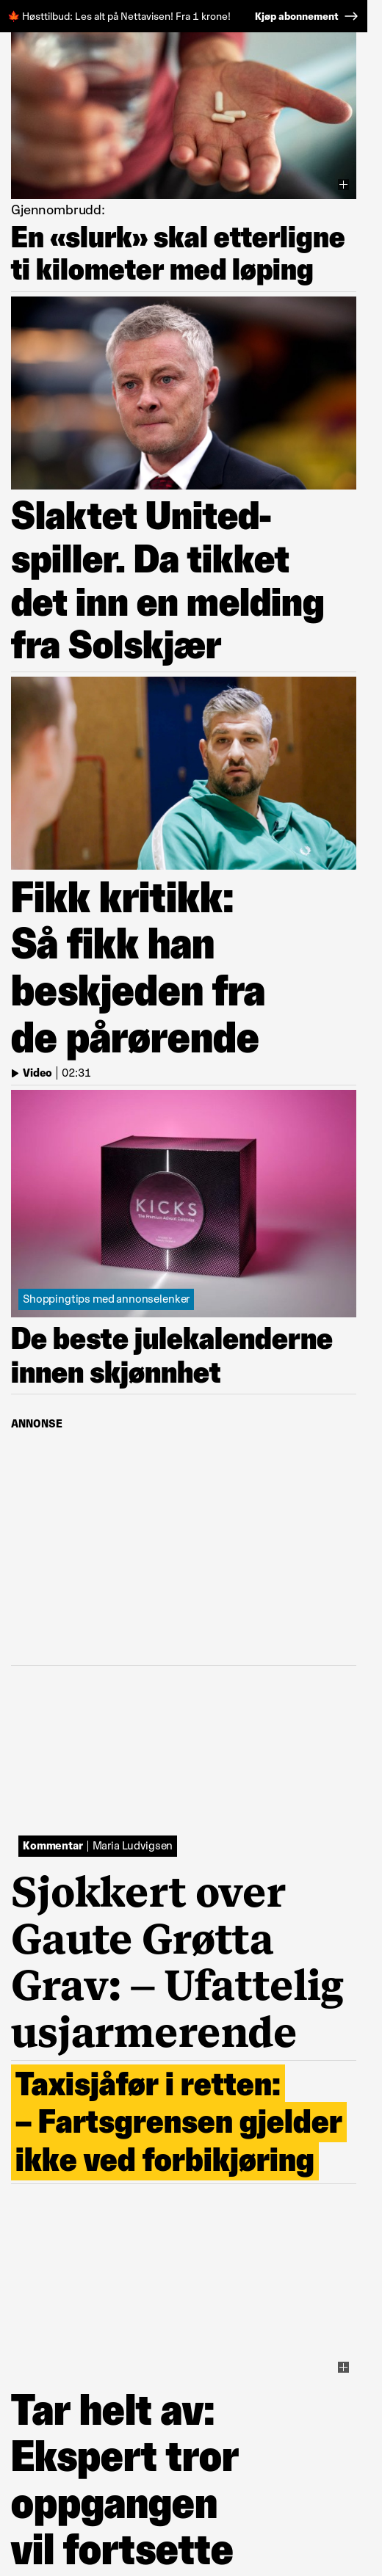 🍁 Høsttilbud: Les alt på Nettavisen! Fra 1 krone! Kjøp abonnement →
Gjennombrudd:
En «slurk» skal etterligne
ti kilometer med løping
Slaktet United-
spiller. Da tikket
det inn en melding
fra Solskjær
Fikk kritikk:
Så fikk han
beskjeden fra
de pårørende
Video | 02:31
KICKS
The Premium Advent Calendar
Shoppingtips med annonselenker
De beste julekalenderne
innen skjønnhet
ANNONSE
Kommentar | Maria Ludvigsen
Sjokkert over
Gaute Grøtta
Grav: – Ufattelig
usjarmerende
Taxisjåfør i retten:
– Fartsgrensen gjelder
ikke ved forbikjøring
Tar helt av:
Ekspert tror
oppgangen
vil fortsette